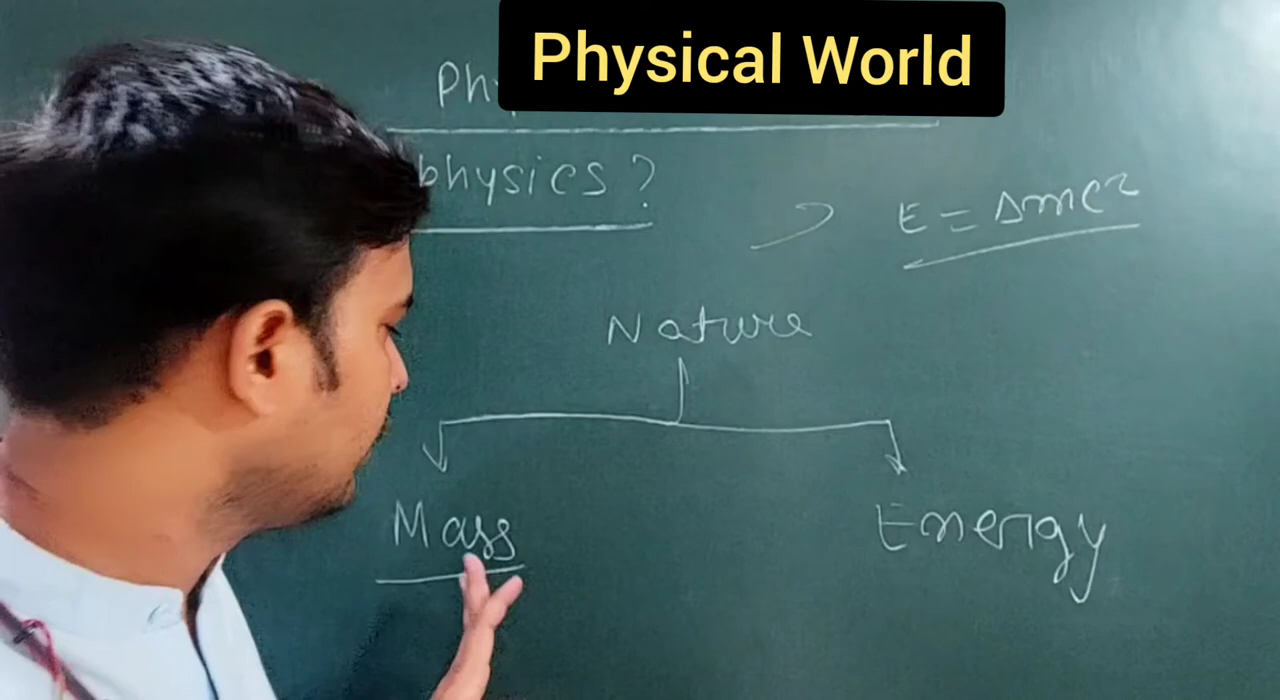 Physical World
physics?
E = Δmc²
Nature
Mass
Energy